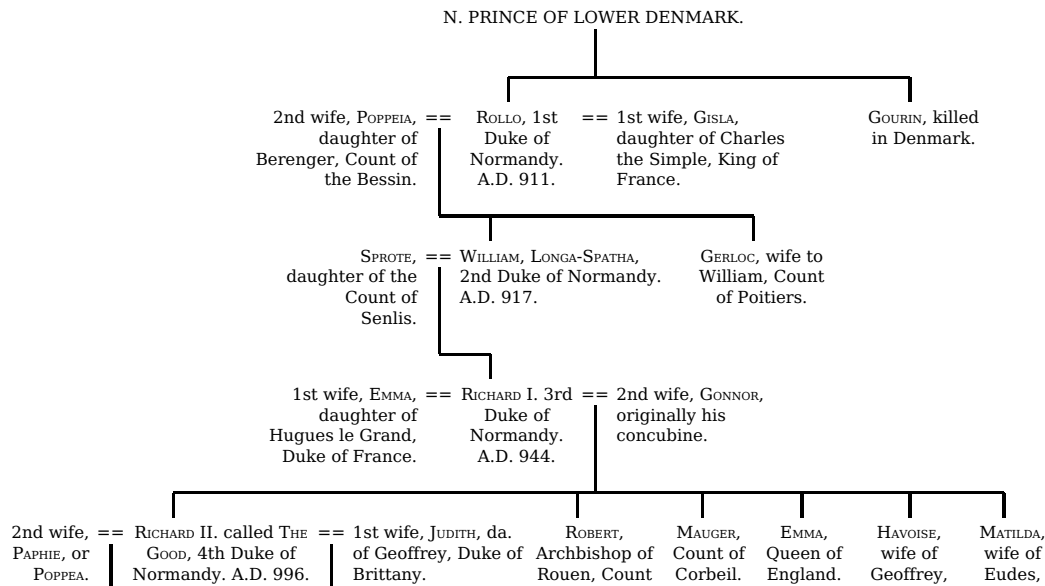 N. PRINCE OF LOWER DENMARK.
2nd wife, Poppeia,
daughter of
Berenger, Count of
the Bessin.
==
Rollo, 1st
Duke of
Normandy.
A.D. 911.
==
1st wife, Gisla,
daughter of Charles
the Simple, King of
France.
Gourin, killed
in Denmark.
Sprote,
daughter of the
Count of
Senlis.
==
William, Longa-Spatha,
2nd Duke of Normandy.
A.D. 917.
Gerloc, wife to
William, Count
of Poitiers.
1st wife, Emma,
daughter of
Hugues le Grand,
Duke of France.
==
Richard I. 3rd
Duke of
Normandy.
A.D. 944.
==
2nd wife, Gonnor,
originally his
concubine.
2nd wife,
Paphie, or
Poppea.
==
Richard II. called The
Good, 4th Duke of
Normandy. A.D. 996.
==
1st wife, Judith, da.
of Geoffrey, Duke of
Brittany.
Robert,
Archbishop of
Rouen, Count
Mauger,
Count of
Corbeil.
Emma,
Queen of
England.
Havoise,
wife of
Geoffrey,
Matilda,
wife of
Eudes,